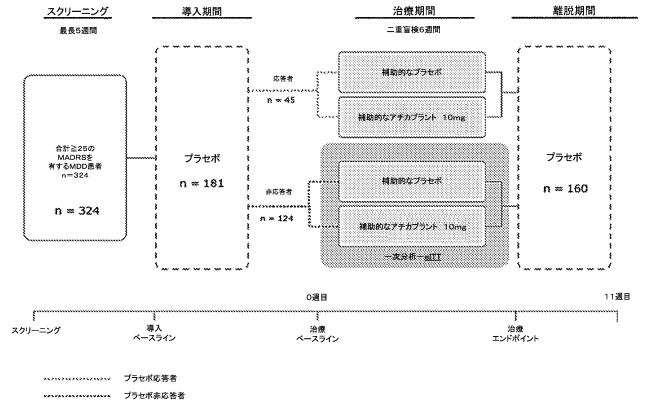 スクリーニング
導入期間
治療期間
離脱期間
最長5週間
二重盲検6週間
合計≧25の
MADRSを
有するMDD患者
n=324
n = 324
プラセボ
n = 181
応答者
n = 45
非応答者
n = 124
補助的なプラセボ
補助的なアチカプラント 10mg
補助的なプラセボ
補助的なアチカプラント 10mg
一次分析ーeITT
プラセボ
n = 160
0週目
11週目
スクリーニング
導入
ベースライン
治療
ベースライン
治療
エンドポイント
プラセボ応答者
プラセボ非応答者